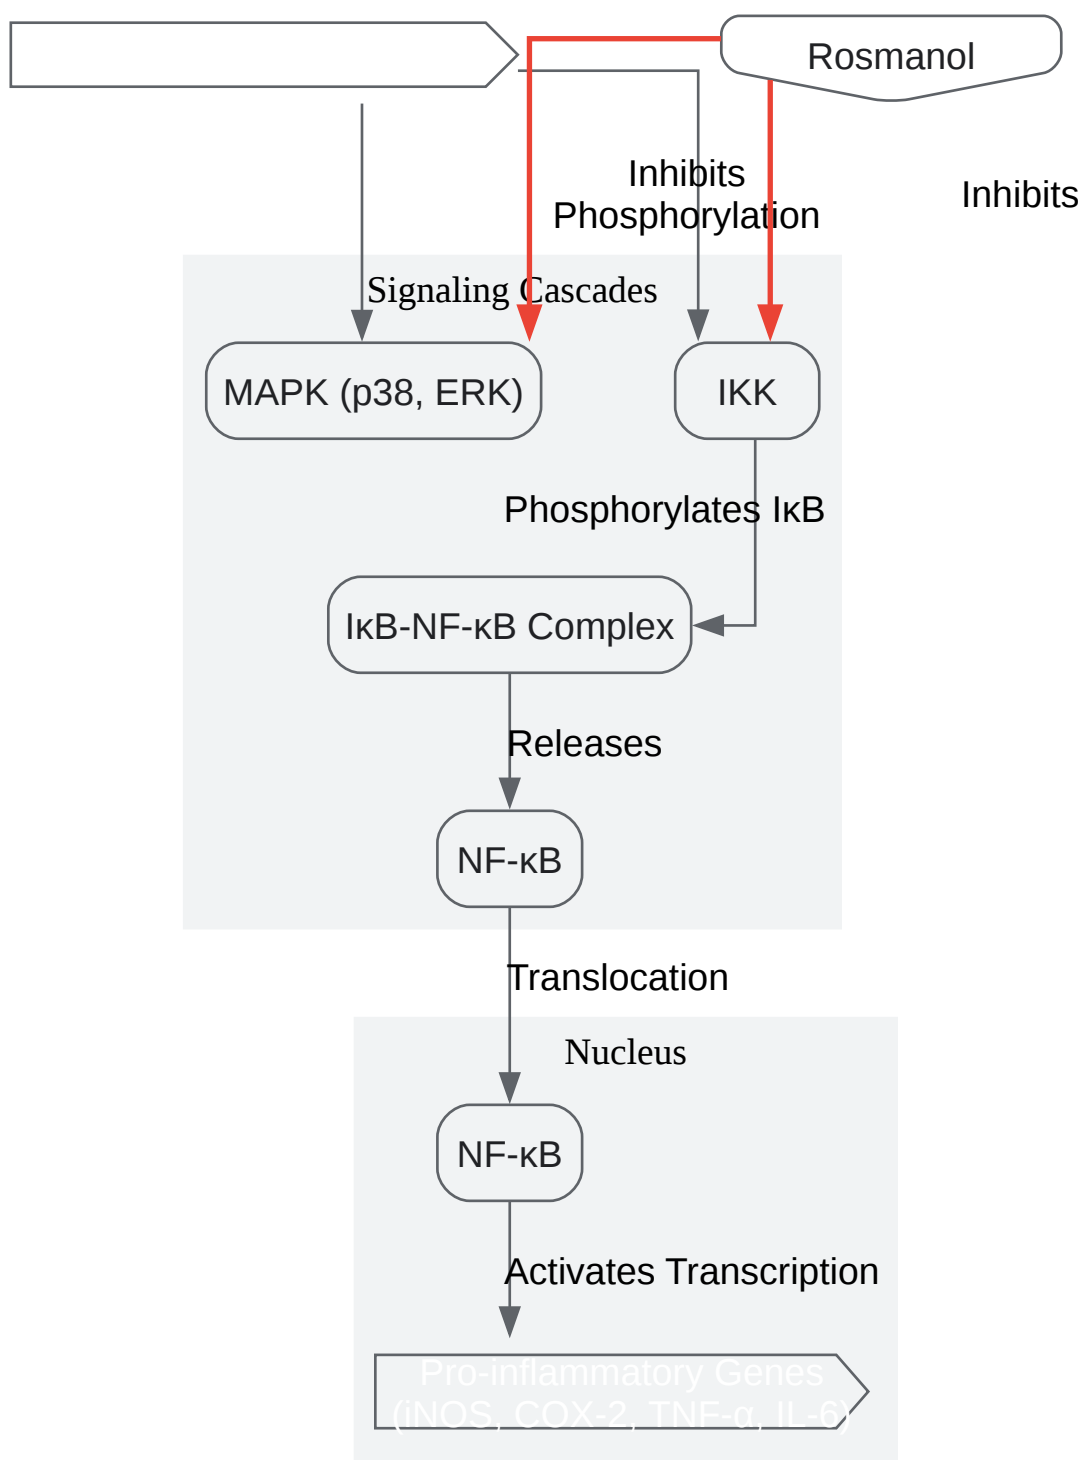 Rosmanol
Inhibits
Phosphorylation
Inhibits
Signaling Cascades
MAPK (p38, ERK)
IKK
Phosphorylates IκB
IκB-NF-κB Complex
Releases
NF-κB
Translocation
Nucleus
NF-κB
Activates Transcription
Pro-inflammatory Genes
(iNOS, COX-2, TNF-α, IL-6)